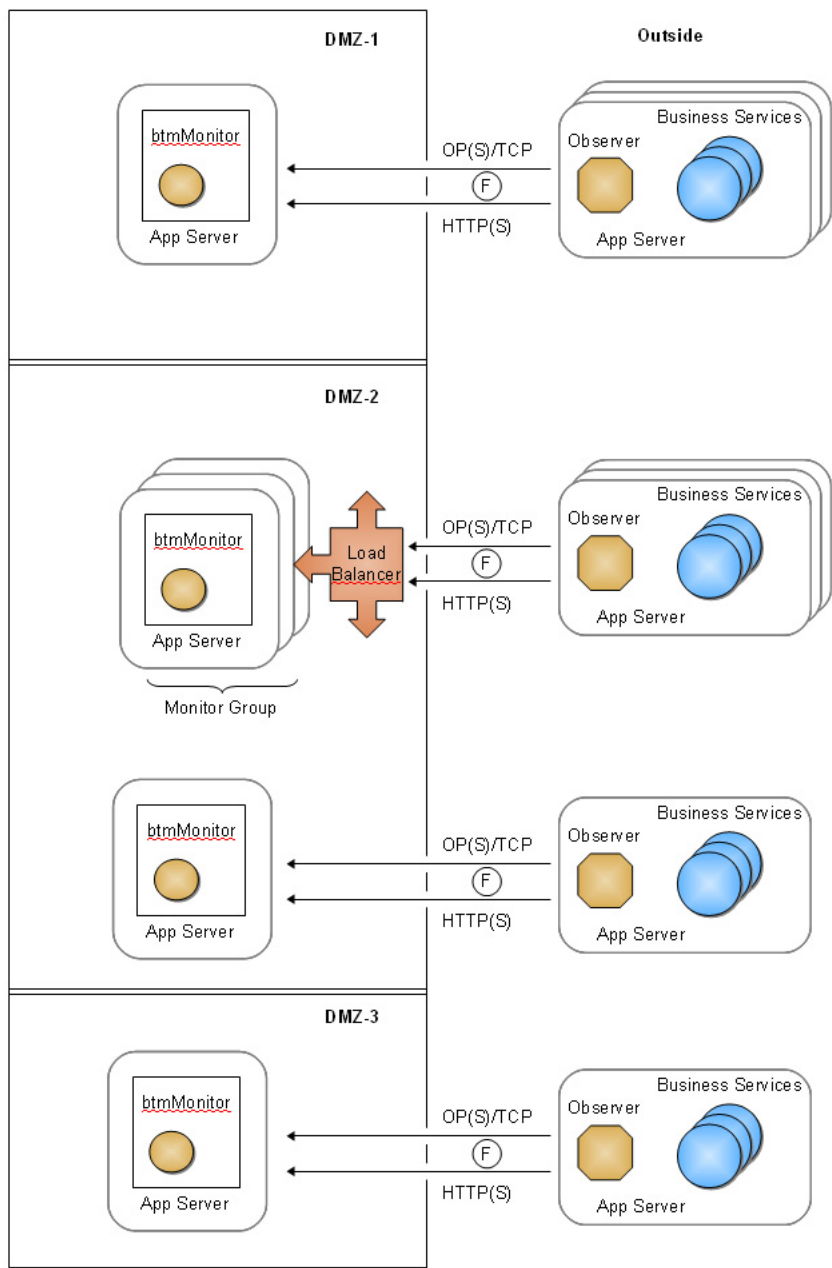 DMZ-1
Outside
btmMonitor
App Server
OP(S)/TCP
F
HTTP(S)
Business Services
Observer
App Server
DMZ-2
btmMonitor
App Server
Monitor Group
Load
Balancer
OP(S)/TCP
F
HTTP(S)
Business Services
Observer
App Server
btmMonitor
App Server
OP(S)/TCP
F
HTTP(S)
Business Services
Observer
App Server
DMZ-3
btmMonitor
App Server
OP(S)/TCP
F
HTTP(S)
Business Services
Observer
App Server